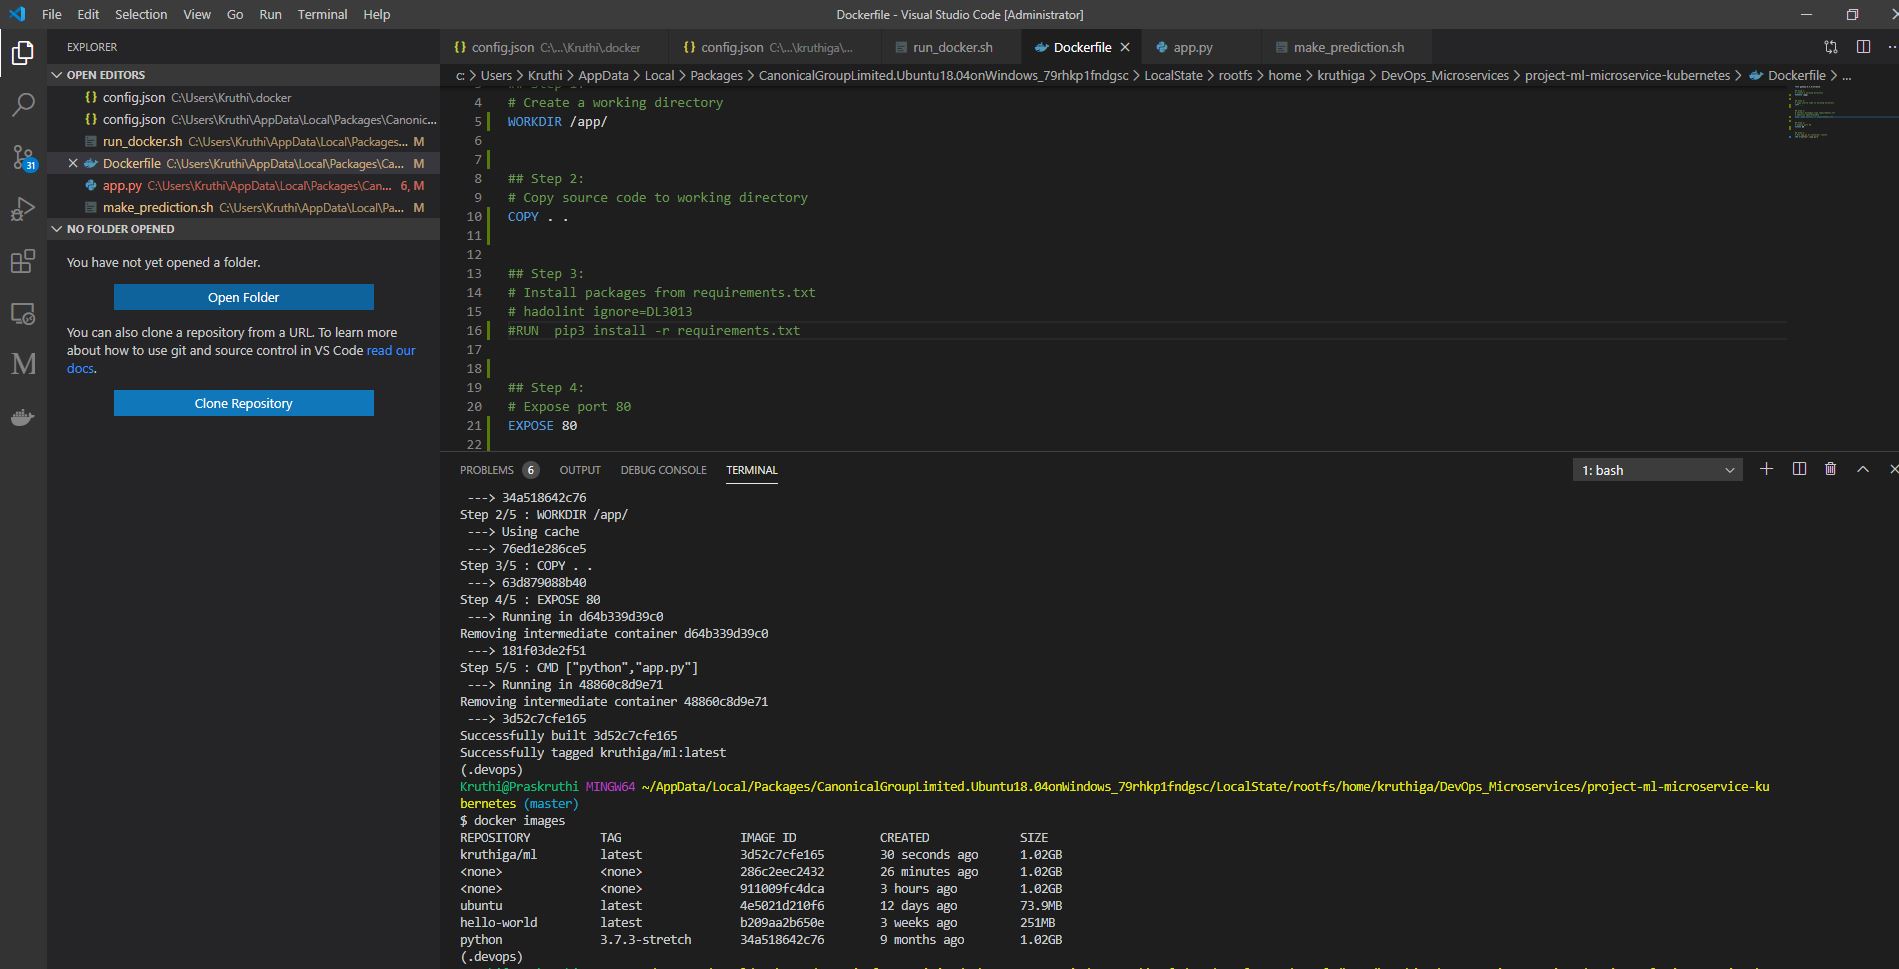 File Edit Selection View Go Run Terminal Help
Dockerfile - Visual Studio Code [Administrator]
EXPLORER
OPEN EDITORS
{} config.json C:\Users\Kruthi\.docker
{} config.json C:\Users\Kruthi\AppData\Local\Packages\Canonic...
run_docker.sh C:\Users\Kruthi\AppData\Local\Packages... M
Dockerfile C:\Users\Kruthi\AppData\Local\Packages\Ca... M
app.py C:\Users\Kruthi\AppData\Local\Packages\Can... 6, M
make_prediction.sh C:\Users\Kruthi\AppData\Local\Pa... M
31
NO FOLDER OPENED
You have not yet opened a folder.
Open Folder
You can also clone a repository from a URL. To learn more
about how to use git and source control in VS Code read our
docs.
Clone Repository
M
{} config.json C:\...\Kruthi\.docker {} config.json C:\...\kruthiga\... run_docker.sh Dockerfile app.py make_prediction.sh
c: > Users > Kruthi > AppData > Local > Packages > CanonicalGroupLimited.Ubuntu18.04onWindows_79rhkp1fndgsc > LocalState > rootfs > home > kruthiga > DevOps_Microservices > project-ml-microservice-kubernetes > Dockerfile > ...
3 ## Step 1:
4 # Create a working directory
5 WORKDIR /app/
6
7
8 ## Step 2:
9 # Copy source code to working directory
10 COPY . .
11
12
13 ## Step 3:
14 # Install packages from requirements.txt
15 # hadolint ignore=DL3013
16 #RUN  pip3 install -r requirements.txt
17
18
19 ## Step 4:
20 # Expose port 80
21 EXPOSE 80
22
PROBLEMS 6 OUTPUT DEBUG CONSOLE TERMINAL 1: bash
---> 34a518642c76
Step 2/5 : WORKDIR /app/
---> Using cache
---> 76ed1e286ce5
Step 3/5 : COPY . .
---> 63d879088b40
Step 4/5 : EXPOSE 80
---> Running in d64b339d39c0
Removing intermediate container d64b339d39c0
---> 181f03de2f51
Step 5/5 : CMD ["python","app.py"]
---> Running in 48860c8d9e71
Removing intermediate container 48860c8d9e71
---> 3d52c7cfe165
Successfully built 3d52c7cfe165
Successfully tagged kruthiga/ml:latest
(.devops)
Kruthi@Praskruthi MINGW64 ~/AppData/Local/Packages/CanonicalGroupLimited.Ubuntu18.04onWindows_79rhkp1fndgsc/LocalState/rootfs/home/kruthiga/DevOps_Microservices/project-ml-microservice-ku
bernetes (master)
$ docker images
REPOSITORY TAG IMAGE ID CREATED SIZE
kruthiga/ml latest 3d52c7cfe165 30 seconds ago 1.02GB
<none> <none> 286c2eec2432 26 minutes ago 1.02GB
<none> <none> 911009fc4dca 3 hours ago 1.02GB
ubuntu latest 4e5021d210f6 12 days ago 73.9MB
hello-world latest b209aa2b650e 3 weeks ago 251MB
python 3.7.3-stretch 34a518642c76 9 months ago 1.02GB
(.devops)